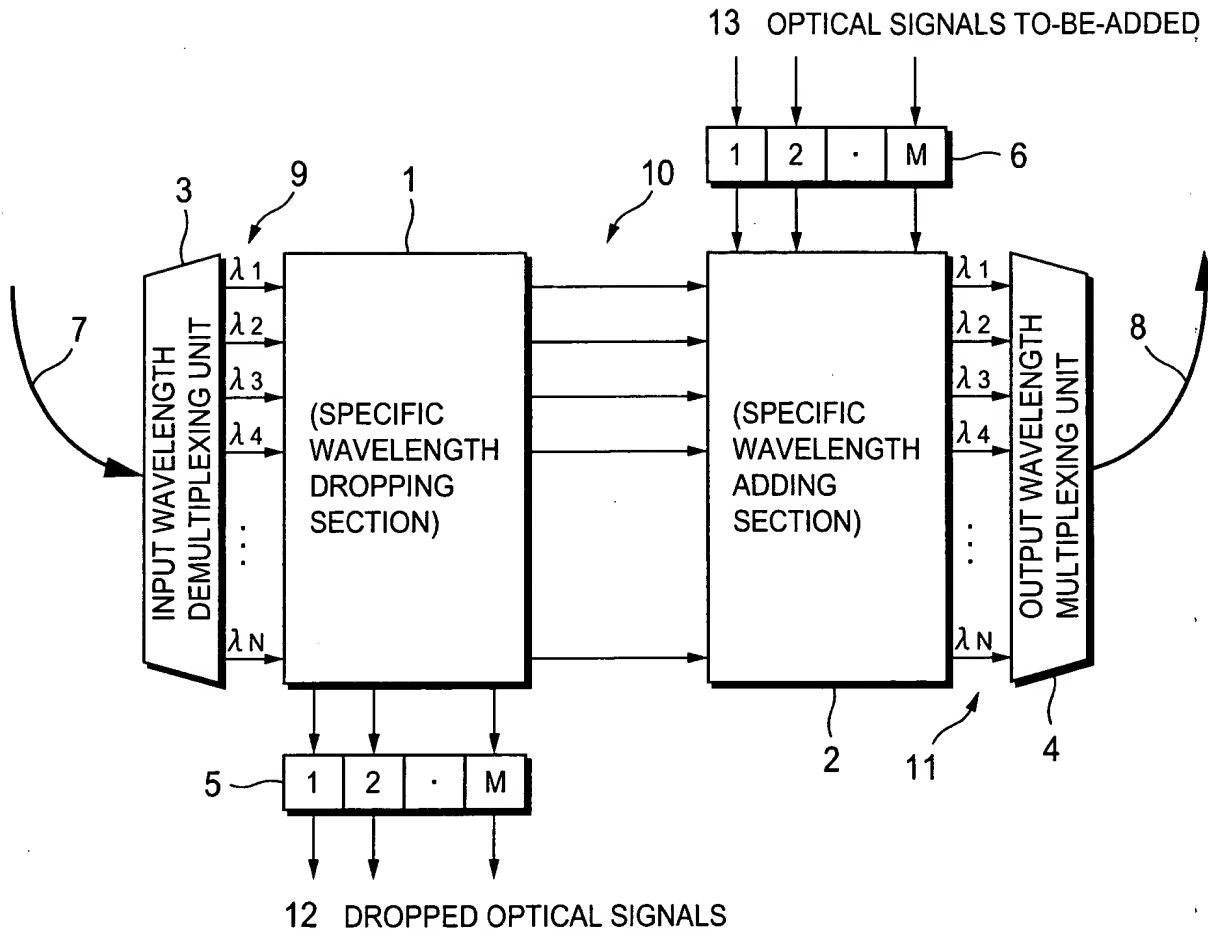 13 OPTICAL SIGNALS TO-BE-ADDED
1 2 · M
6
3
9
1
10
λ1
λ2
λ3
λ4
λN
7
INPUT WAVELENGTH
DEMULTIPLEXING UNIT
(SPECIFIC
WAVELENGTH
DROPPING
SECTION)
(SPECIFIC
WAVELENGTH
ADDING
SECTION)
λ1
λ2
λ3
λ4
λN
OUTPUT WAVELENGTH
MULTIPLEXING UNIT
8
2
11
4
5
1 2 · M
12 DROPPED OPTICAL SIGNALS